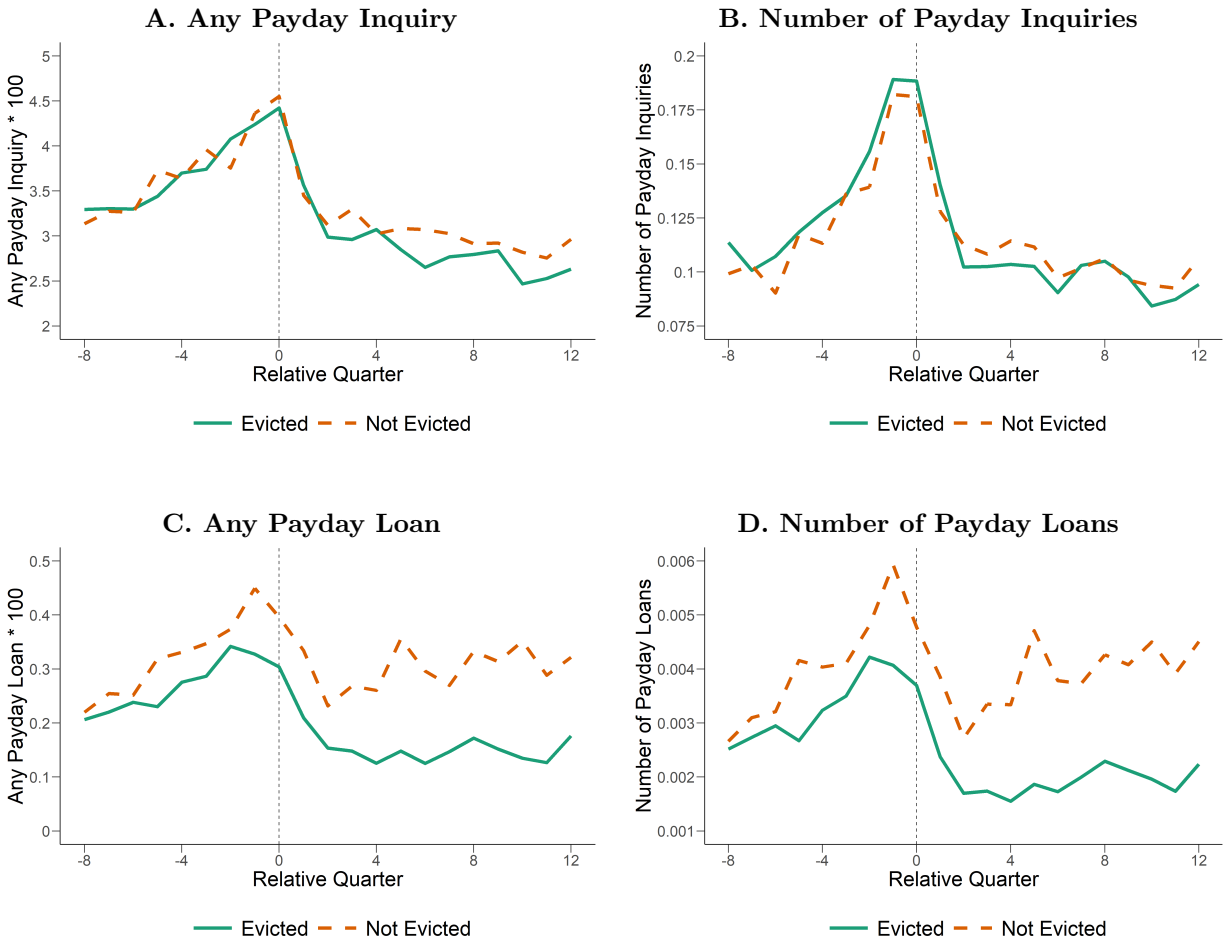 A. Any Payday Inquiry
Any Payday Inquiry * 100
5
4.5
4
3.5
3
2.5
2
-8 -4 0 4 8 12
Relative Quarter
Evicted Not Evicted
B. Number of Payday Inquiries
Number of Payday Inquiries
0.2
0.175
0.15
0.125
0.1
0.075
-8 -4 0 4 8 12
Relative Quarter
Evicted Not Evicted
C. Any Payday Loan
Any Payday Loan * 100
0.5
0.4
0.3
0.2
0.1
0
-8 -4 0 4 8 12
Relative Quarter
Evicted Not Evicted
D. Number of Payday Loans
Number of Payday Loans
0.006
0.005
0.004
0.003
0.002
0.001
-8 -4 0 4 8 12
Relative Quarter
Evicted Not Evicted